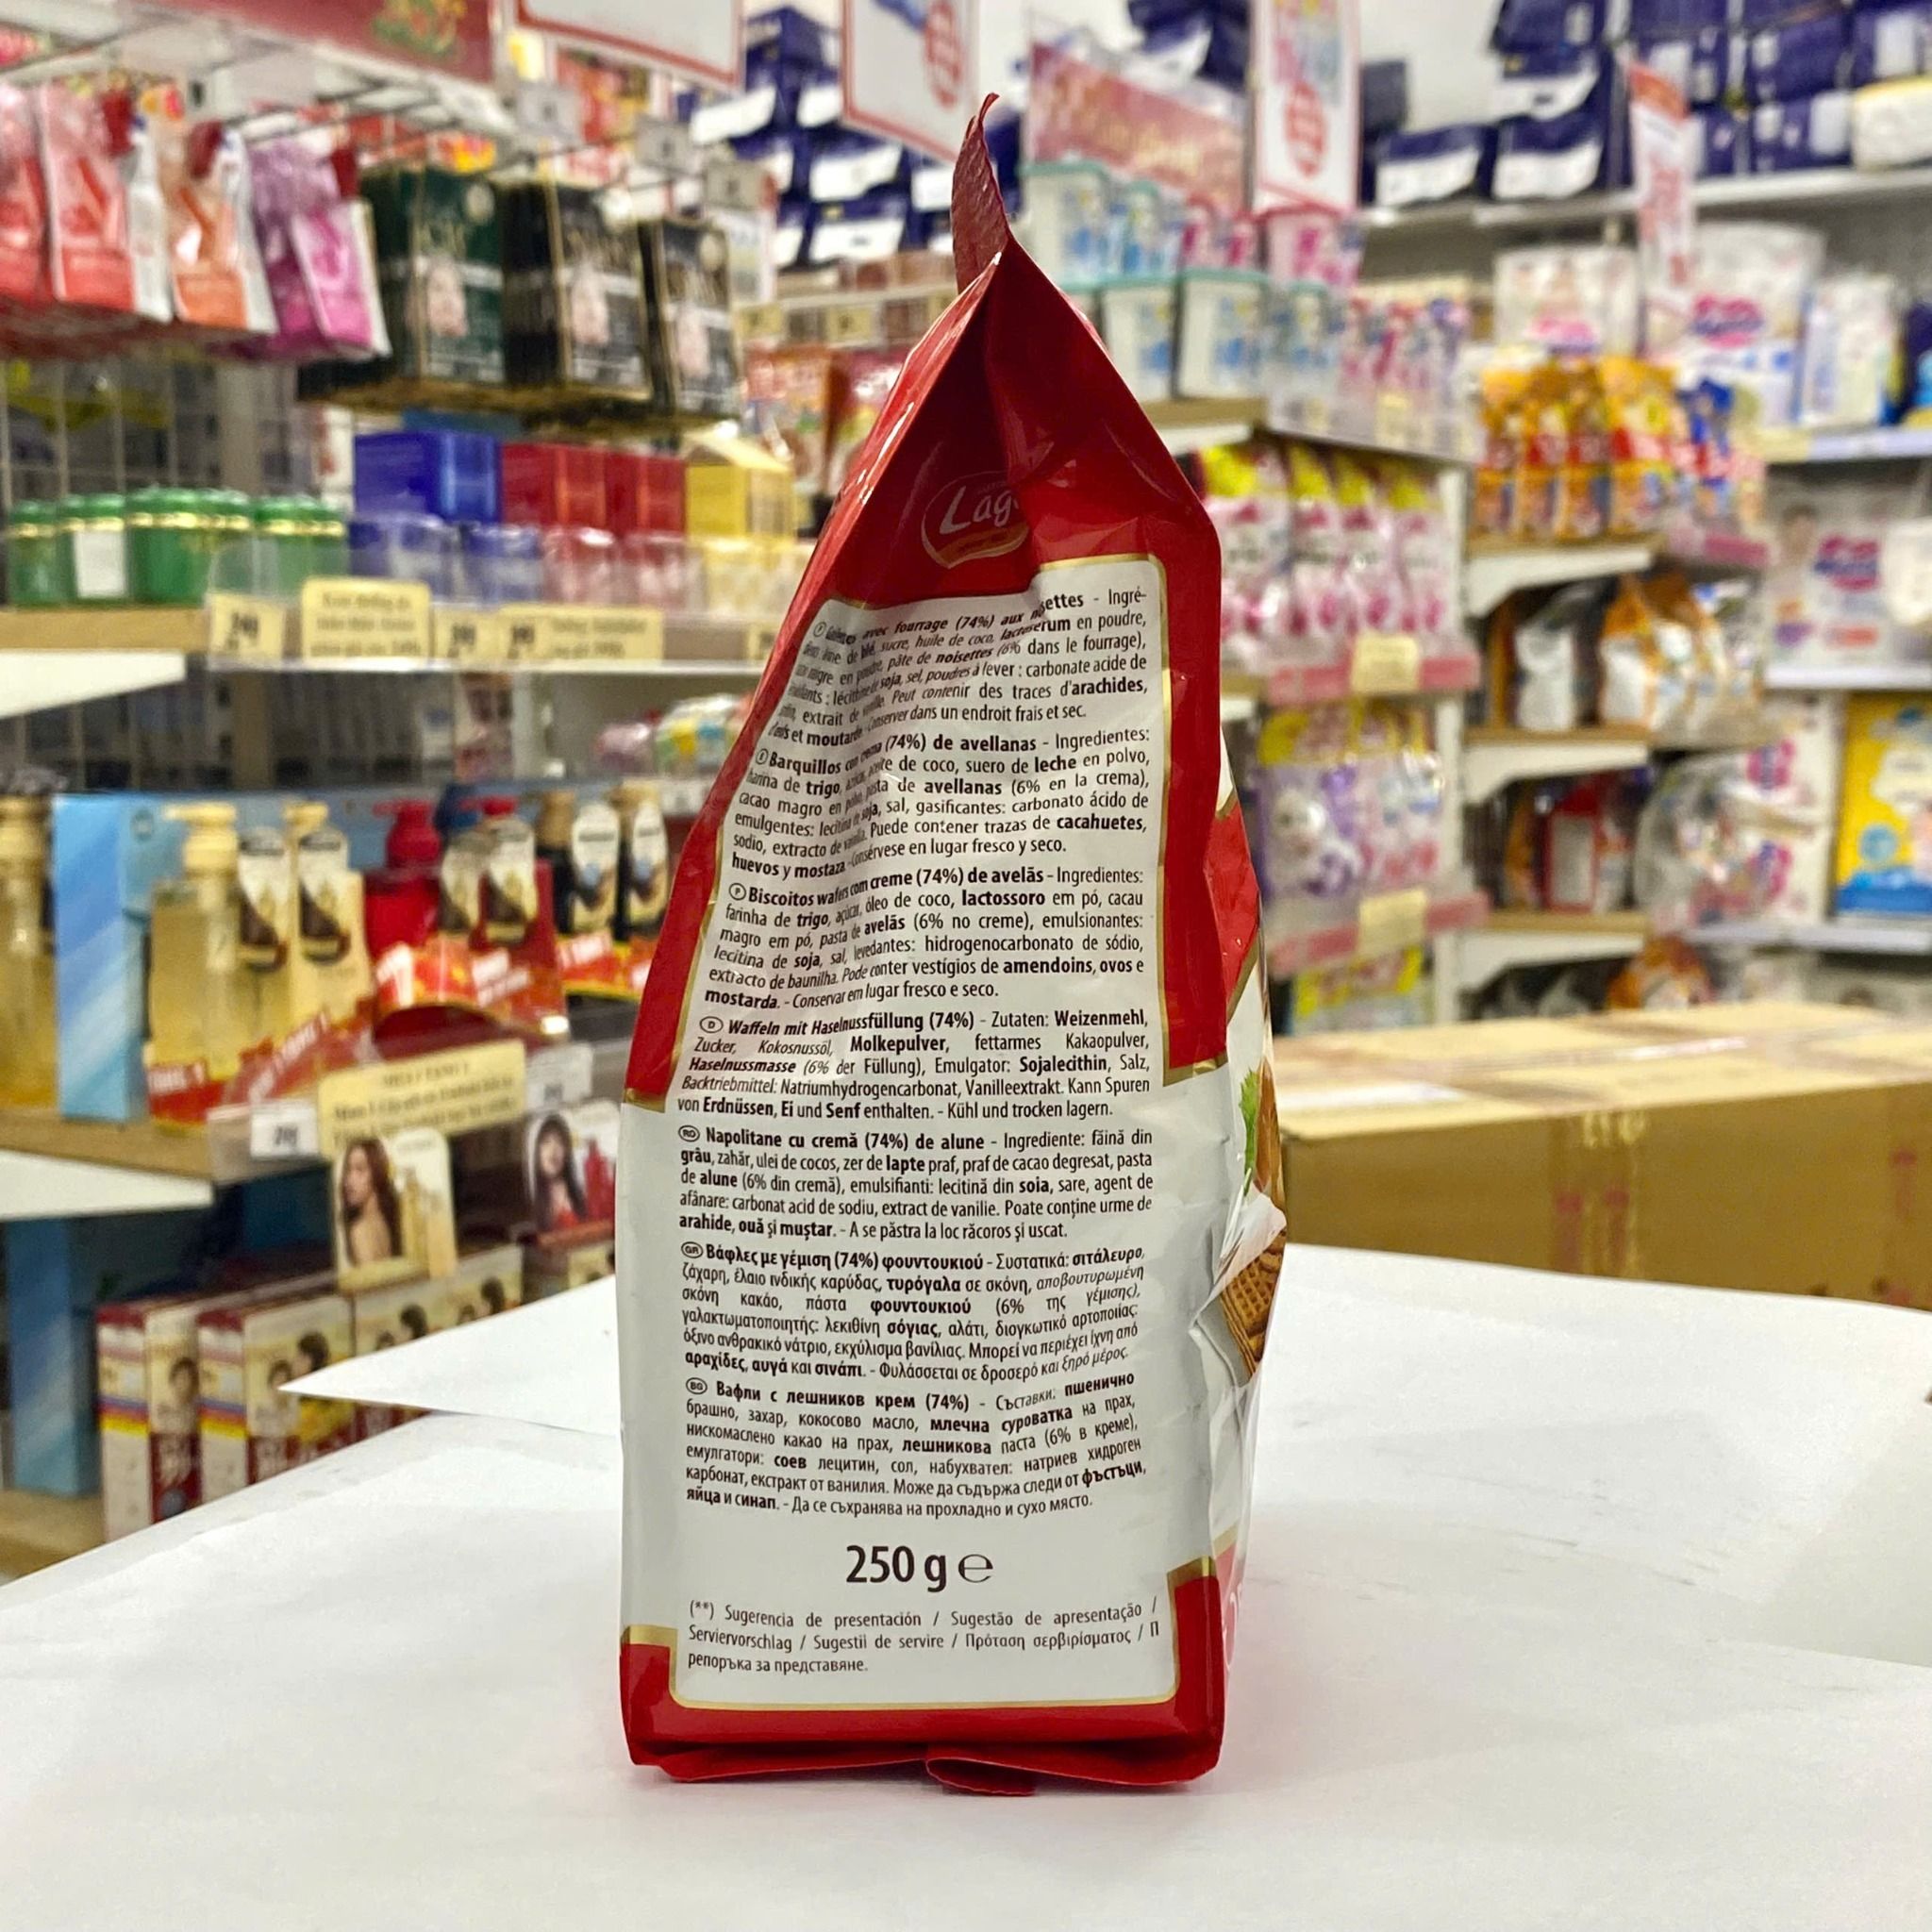 Lag
avec fourrage (74%) aux noisettes - Ingré-
de blé, sucre, huile de coco, lactosérum en poudre,
en poudre, pâte de noisettes (6% dans le fourrage),
lécithine de soja, sel, poudres à lever : carbonate acide de
extrait de vanille. Peut contenir des traces d'arachides,
et moutarde. - Conserver dans un endroit frais et sec.
E Barquillos con crema (74%) de avellanas - Ingredientes:
harina de trigo, azúcar, aceite de coco, suero de leche en polvo,
cacao magro en polvo, pasta de avellanas (6% en la crema),
emulgentes: lecitina de soja, sal, gasificantes: carbonato ácido de
sodio, extracto de vainilla. Puede contener trazas de cacahuetes,
huevos y mostaza. - Consérvese en lugar fresco y seco.
P Biscoitos wafers com creme (74%) de avelãs - Ingredientes:
farinha de trigo, açúcar, óleo de coco, lactossoro em pó, cacau
magro em pó, pasta de avelãs (6% no creme), emulsionantes:
lecitina de soja, sal, levedantes: hidrogenocarbonato de sódio,
extracto de baunilha. Pode conter vestígios de amendoins, ovos e
mostarda. - Conservar em lugar fresco e seco.
D Waffeln mit Haselnussfüllung (74%) - Zutaten: Weizenmehl,
Zucker, Kokosnussöl, Molkepulver, fettarmes Kakaopulver,
Haselnussmasse (6% der Füllung), Emulgator: Sojalecithin, Salz,
Backtriebmittel: Natriumhydrogencarbonat, Vanilleextrakt. Kann Spuren
von Erdnüssen, Ei und Senf enthalten. - Kühl und trocken lagern.
RO Napolitane cu cremă (74%) de alune - Ingrediente: făină din
grâu, zahăr, ulei de cocos, zer de lapte praf, praf de cacao degresat, pasta
de alune (6% din cremă), emulsifianti: lecitină din soia, sare, agent de
afânare: carbonat acid de sodiu, extract de vanilie. Poate conține urme de
arahide, ouă și muștar. - A se păstra la loc răcoros și uscat.
GR Βάφλες με γέμιση (74%) φουντουκιού - Συστατικά: σιτάλευρο,
ζάχαρη, έλαιο ινδικής καρύδας, τυρόγαλα σε σκόνη, αποβουτυρωμένη
σκόνη κακάο, πάστα φουντουκιού (6% της γέμισης),
γαλακτωματοποιητής: λεκιθίνη σόγιας, αλάτι, διογκωτικό αρτοποιίας:
όξινο ανθρακικό νάτριο, εκχύλισμα βανίλιας. Μπορεί να περιέχει ίχνη από
αραχίδες, αυγά και σινάπι. - Φυλάσσεται σε δροσερό και ξηρό μέρος.
BG Вафли с лешников крем (74%) - Съставки: пшенично
брашно, захар, кокосово масло, млечна суроватка на прах,
нискомаслено какао на прах, лешникова паста (6% в креме),
емулгатори: соев лецитин, сол, набухвател: натриев хидроген
карбонат, екстракт от ванилия. Може да съдържа следи от фъстъци,
яйца и синап. - Да се съхранява на прохладно и сухо място.
250 g ℮
(**) Sugerencia de presentación / Sugestão de apresentação /
Serviervorschlag / Sugestii de servire / Πρόταση σερβιρίσματος / П
репоръка за представяне.